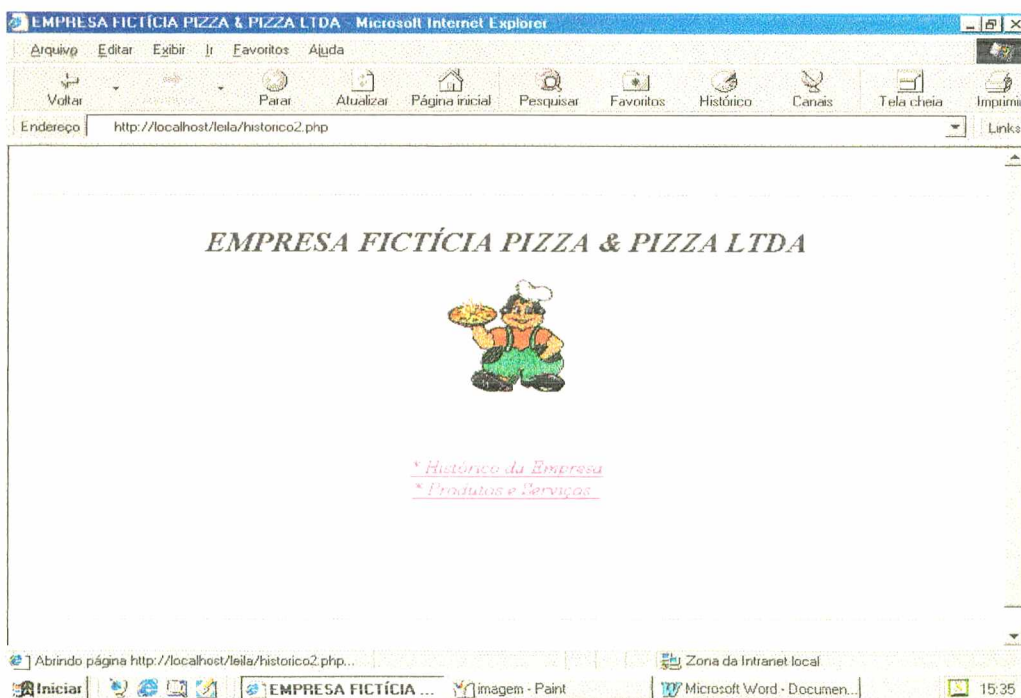 EMPRESA FICTÍCIA PIZZA & PIZZA LTDA - Microsoft Internet Explorer
Arquivo Editar Exibir Ir Favoritos Ajuda
Voltar Parar Atualizar Página inicial Pesquisar Favoritos Histórico Canais Tela cheia Imprimi
Endereço http://localhost/leila/historico2.php Links
EMPRESA FICTÍCIA PIZZA & PIZZA LTDA
* Histórico da Empresa
* Produtos e Serviços
Abrindo página http://localhost/leila/historico2.php... Zona da Intranet local
Iniciar EMPRESA FICTÍCIA ... imagem - Paint Microsoft Word - Documen... 15:35